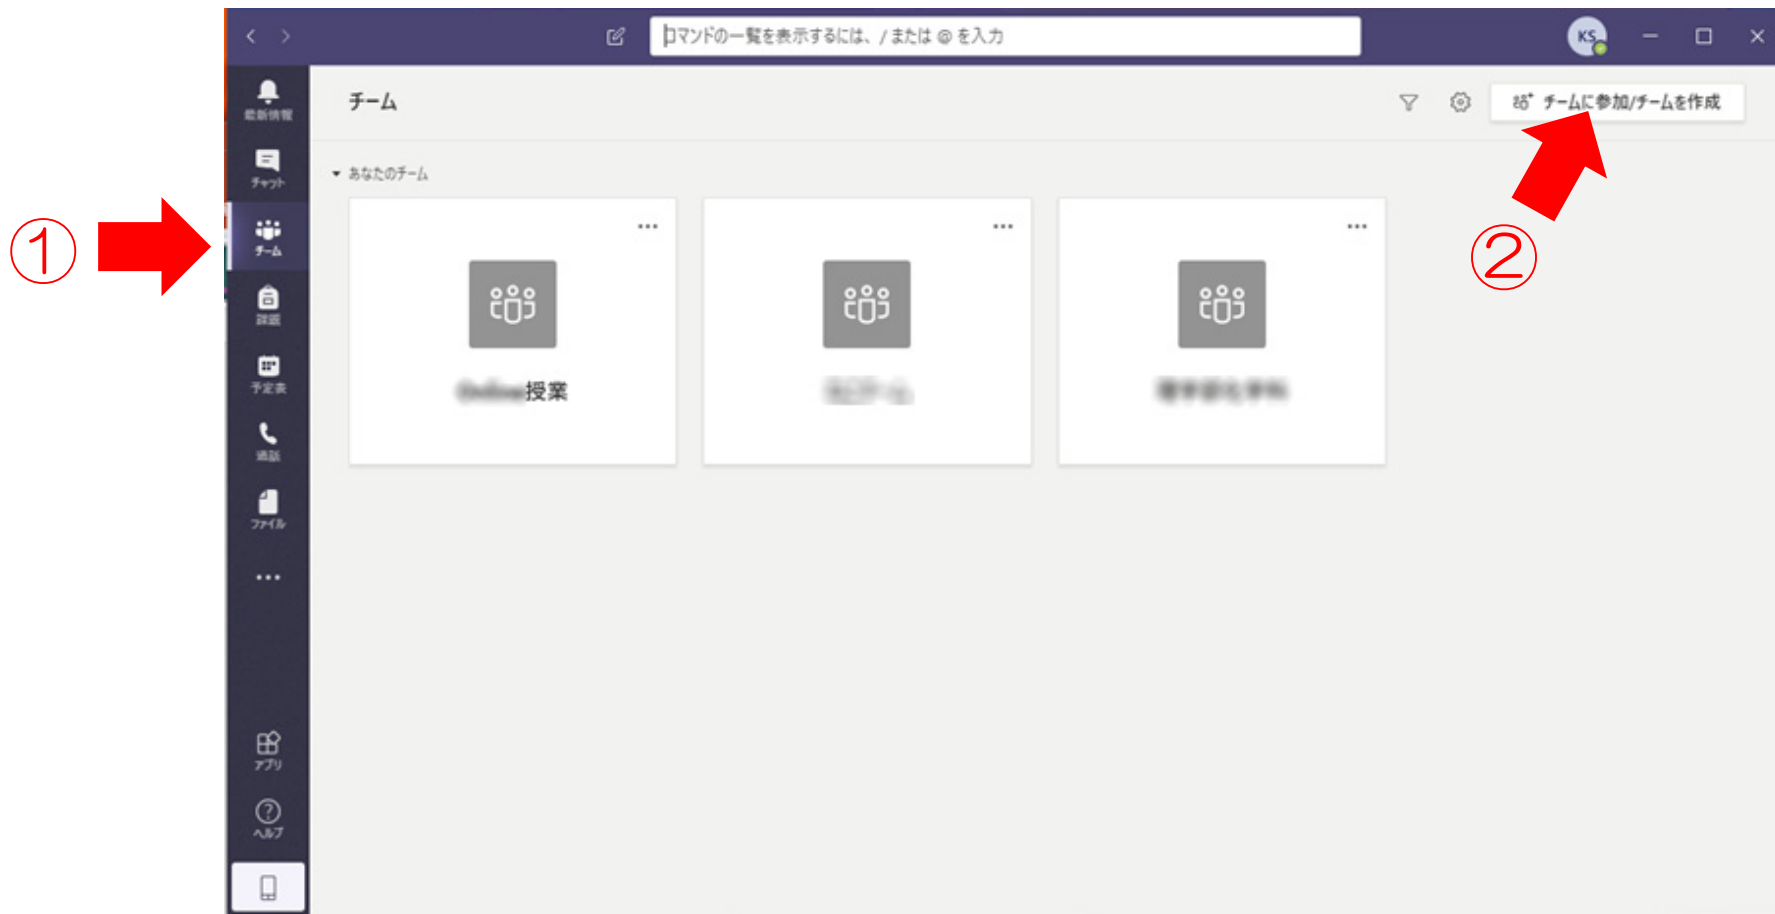 コマンドの一覧を表示するには、/ または @ を入力
KS
最新情報
チーム
チームに参加/チームを作成
チャット
あなたのチーム
①
チーム
②
課題
予定表
授業
通話
ファイル
アプリ
ヘルプ